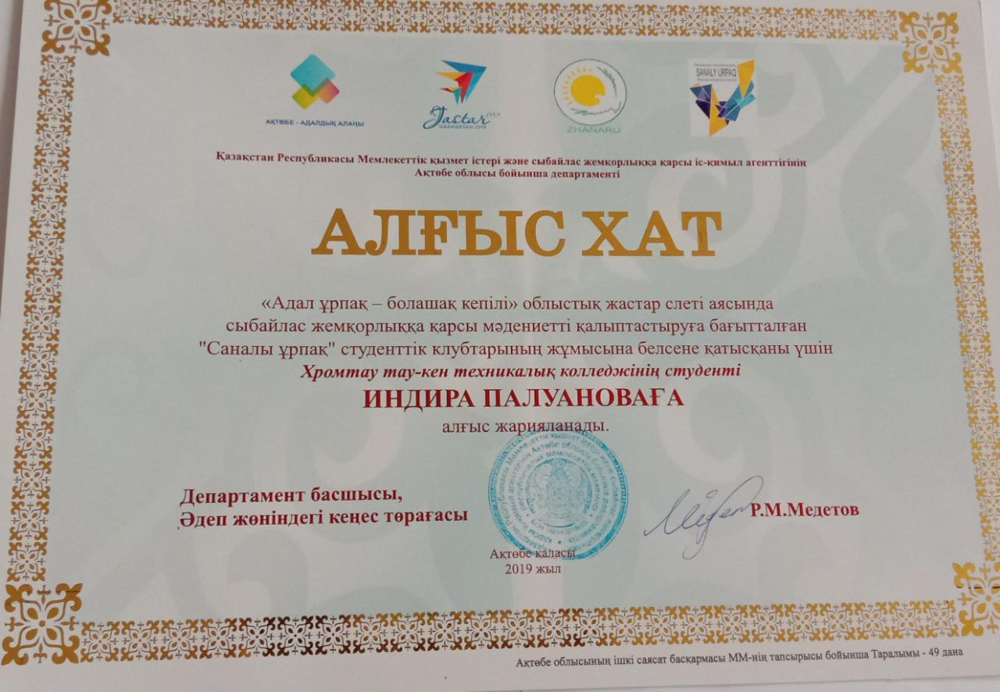 АҚТӨБЕ - АДАЛДЫҚ АЛАҢЫ
Jastar JYLY
QAZAQSTAN 2019
ZHANARU
SANALY URPAQ
Қазақстан Республикасы Мемлекеттік қызмет істері және сыбайлас жемқорлыққа қарсы іс-қимыл агенттігінің
Ақтөбе облысы бойынша департаменті
АЛҒЫС ХАТ
«Адал ұрпақ – болашақ кепілі» облыстық жастар слеті аясында
сыбайлас жемқорлыққа қарсы мәдениетті қалыптастыруға бағытталған
"Саналы ұрпақ" студенттік клубтарының жұмысына белсене қатысқаны үшін
Хромтау тау-кен техникалық колледжінің студенті
ИНДИРА ПАЛУАНОВАҒА
алғыс жарияланады.
Департамент басшысы,
Әдеп жөніндегі кеңес төрағасы
Р.М.Медетов
Ақтөбе қаласы
2019 жыл
Ақтөбе облысының ішкі саясат басқармасы ММ-нің тапсырысы бойынша Таралымы - 49 дана